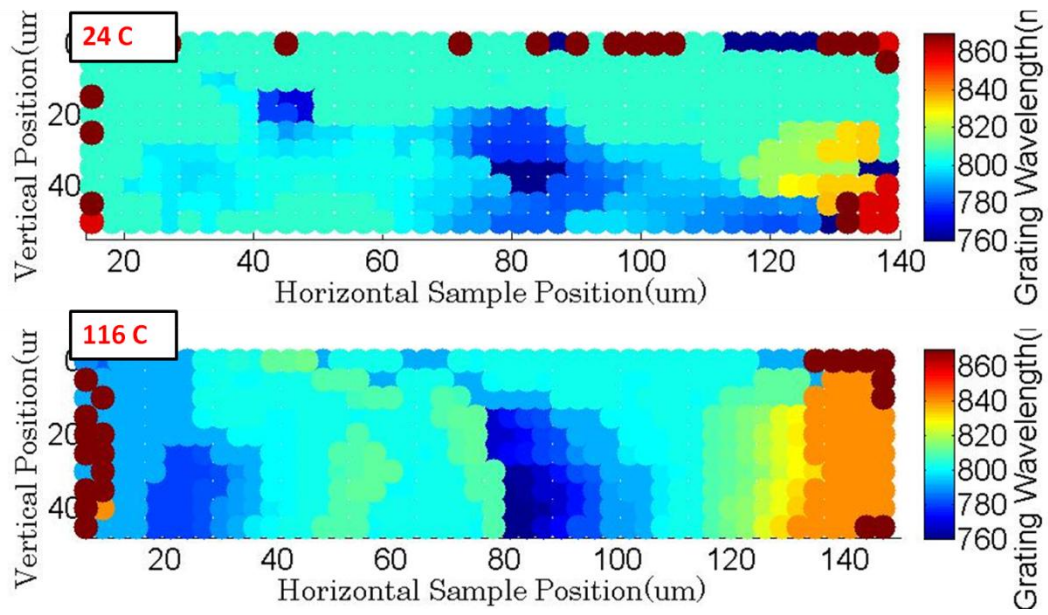 24 C
Vertical Position(um
0
20
40
20 40 60 80 100 120 140
Horizontal Sample Position(um)
860
840
820
800
780
760
Grating Wavelength(n
116 C
Vertical Position(ur
0
20
40
20 40 60 80 100 120 140
Horizontal Sample Position(um)
860
840
820
800
780
760
Grating Wavelength(